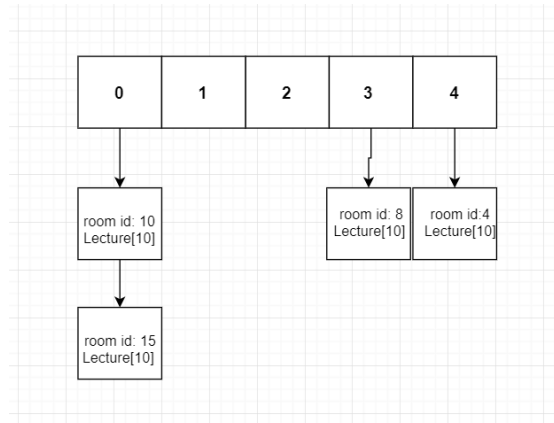 0 1 2 3 4
room id: 10
Lecture[10]
room id: 8
Lecture[10]
room id:4
Lecture[10]
room id: 15
Lecture[10]